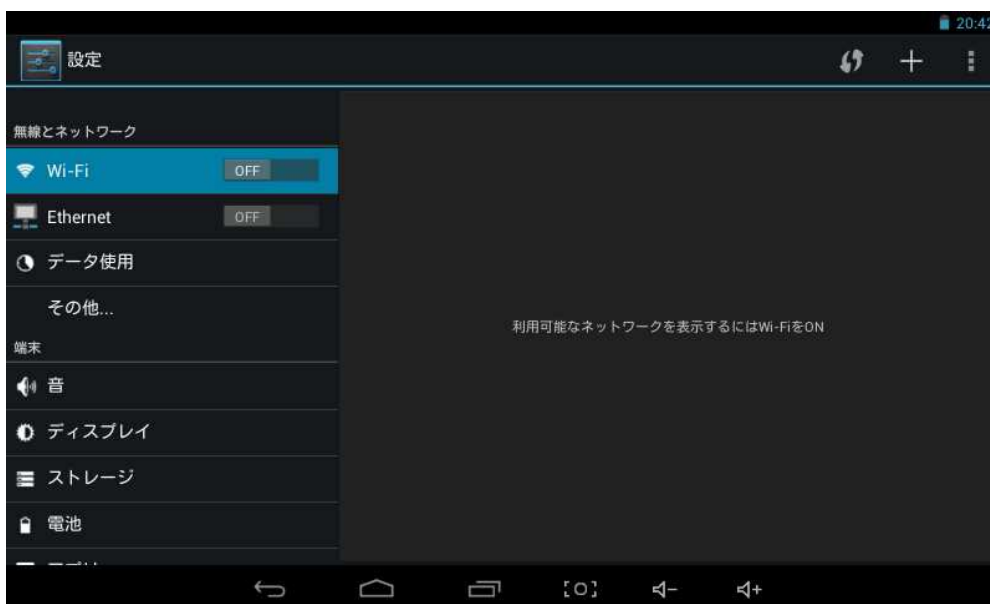 20:42
設定
無線とネットワーク
Wi-Fi
OFF
Ethernet
OFF
データ使用
その他...
利用可能なネットワークを表示するにはWi-FiをON
端末
音
ディスプレイ
ストレージ
電池